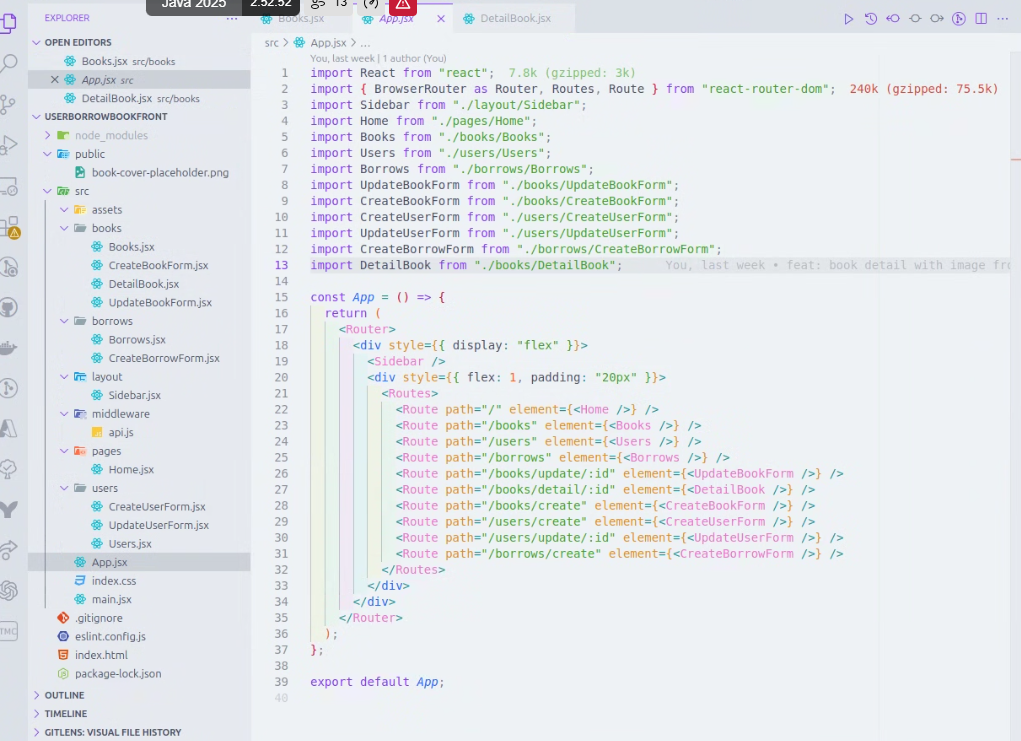 Java 2025 2:52:52 13
EXPLORER
OPEN EDITORS
Books.jsx src/books
App.jsx src
DetailBook.jsx src/books
USERBORROWBOOKFRONT
node_modules
public
book-cover-placeholder.png
src
assets
books
Books.jsx
CreateBookForm.jsx
DetailBook.jsx
UpdateBookForm.jsx
borrows
Borrows.jsx
CreateBorrowForm.jsx
layout
Sidebar.jsx
middleware
api.js
pages
Home.jsx
users
CreateUserForm.jsx
UpdateUserForm.jsx
Users.jsx
App.jsx
index.css
main.jsx
.gitignore
eslint.config.js
index.html
package-lock.json
OUTLINE
TIMELINE
GITLENS: VISUAL FILE HISTORY
TMC
Books.jsx App.jsx DetailBook.jsx
src > App.jsx > ...
You, last week | 1 author (You)
1 import React from "react"; 7.8k (gzipped: 3k)
2 import { BrowserRouter as Router, Routes, Route } from "react-router-dom"; 240k (gzipped: 75.5k)
3 import Sidebar from "./layout/Sidebar";
4 import Home from "./pages/Home";
5 import Books from "./books/Books";
6 import Users from "./users/Users";
7 import Borrows from "./borrows/Borrows";
8 import UpdateBookForm from "./books/UpdateBookForm";
9 import CreateBookForm from "./books/CreateBookForm";
10 import CreateUserForm from "./users/CreateUserForm";
11 import UpdateUserForm from "./users/UpdateUserForm";
12 import CreateBorrowForm from "./borrows/CreateBorrowForm";
13 import DetailBook from "./books/DetailBook"; You, last week • feat: book detail with image fr
14
15 const App = () => {
16 return (
17 <Router>
18 <div style={{ display: "flex" }}>
19 <Sidebar />
20 <div style={{ flex: 1, padding: "20px" }}>
21 <Routes>
22 <Route path="/" element={<Home />} />
23 <Route path="/books" element={<Books />} />
24 <Route path="/users" element={<Users />} />
25 <Route path="/borrows" element={<Borrows />} />
26 <Route path="/books/update/:id" element={<UpdateBookForm />} />
27 <Route path="/books/detail/:id" element={<DetailBook />} />
28 <Route path="/books/create" element={<CreateBookForm />} />
29 <Route path="/users/create" element={<CreateUserForm />} />
30 <Route path="/users/update/:id" element={<UpdateUserForm />} />
31 <Route path="/borrows/create" element={<CreateBorrowForm />} />
32 </Routes>
33 </div>
34 </div>
35 </Router>
36 );
37 };
38
39 export default App;
40